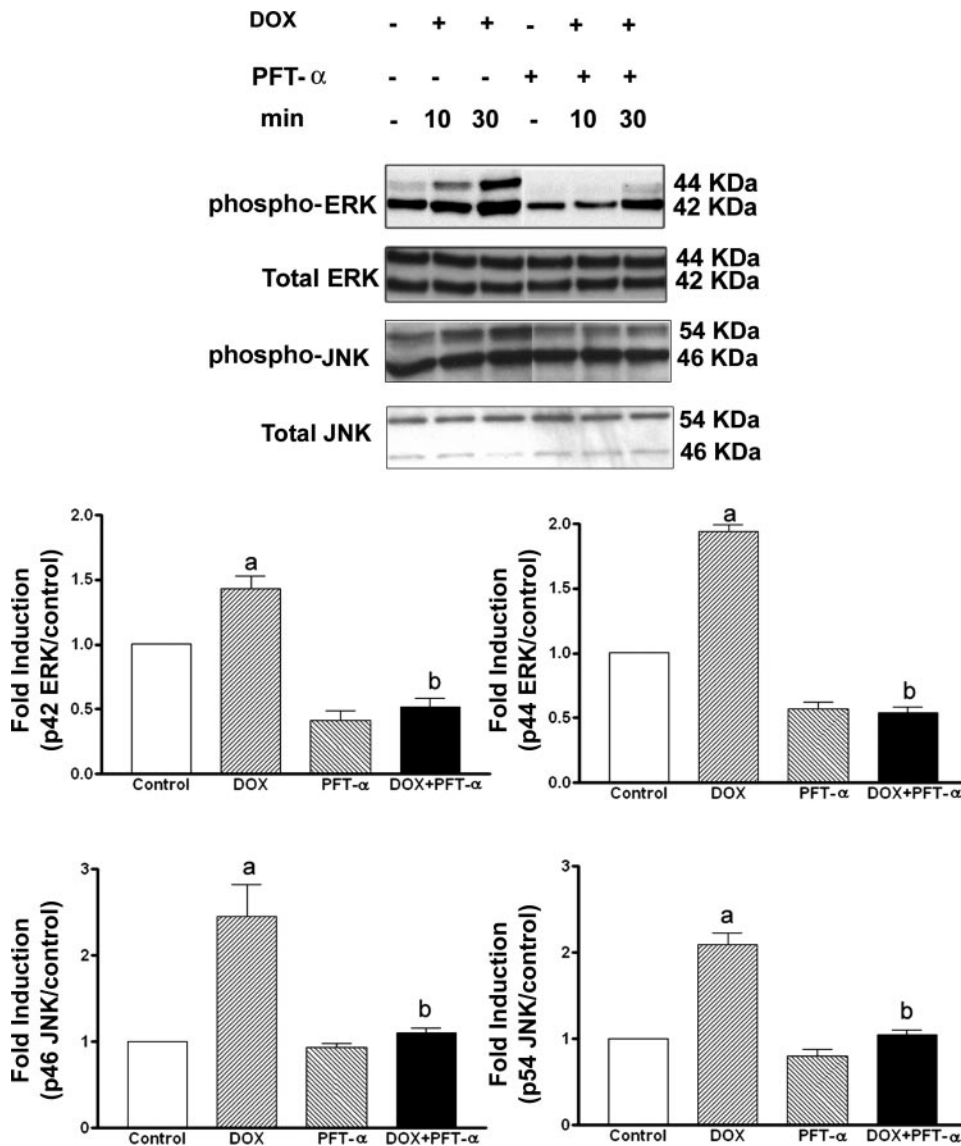 DOX - + + - + +
PFT- α - - - + + +
min - 10 30 - 10 30
phospho-ERK 44 KDa
42 KDa
Total ERK 44 KDa
42 KDa
phospho-JNK 54 KDa
46 KDa
Total JNK 54 KDa
46 KDa
Fold Induction
(p42 ERK/control)
2.0
1.5
1.0
0.5
0.0
a
b
Control DOX PFT-α DOX+PFT-α
Fold Induction
(p44 ERK/control)
2.0
1.5
1.0
0.5
0.0
a
b
Control DOX PFT-α DOX+PFT-α
Fold Induction
(p46 JNK/control)
3
2
1
0
a
b
Control DOX PFT-α DOX+PFT-α
Fold Induction
(p54 JNK/control)
3
2
1
0
a
b
Control DOX PFT-α DOX+PFT-α